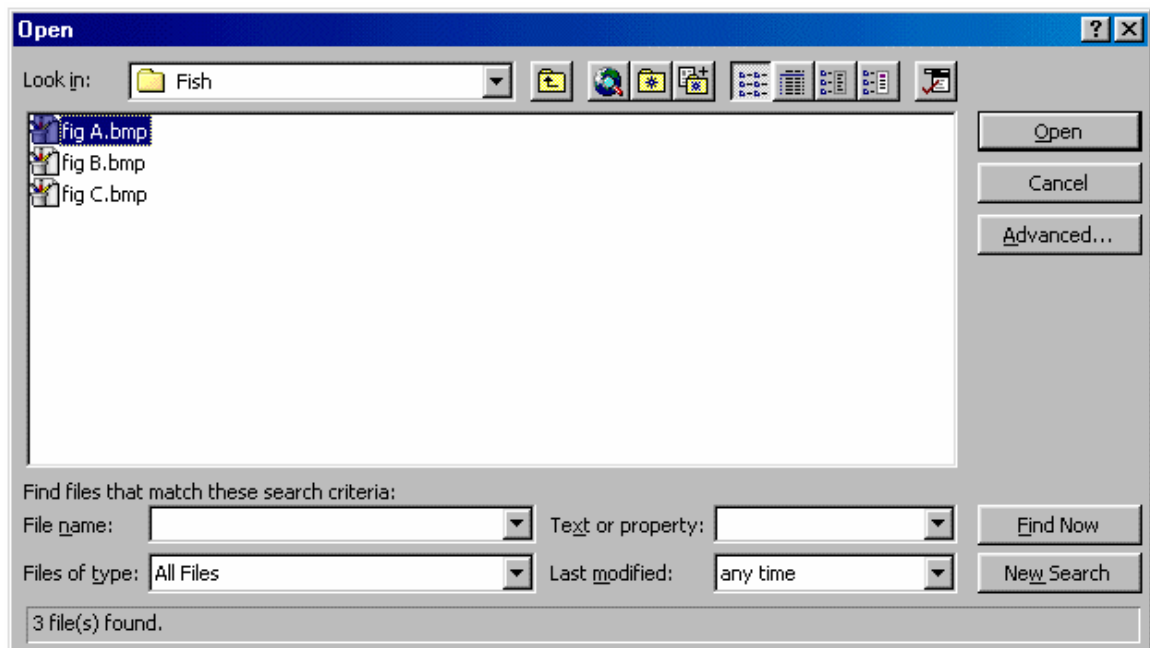 Open
Look in: Fish
fig A.bmp
fig B.bmp
fig C.bmp
Open
Cancel
Advanced...
Find files that match these search criteria:
File name: Text or property: Find Now
Files of type: All Files Last modified: any time New Search
3 file(s) found.